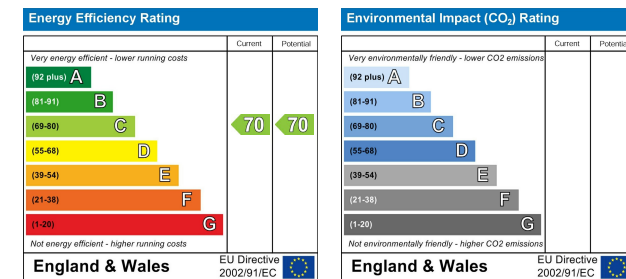 Energy Efficiency Rating
Current Potential
Very energy efficient - lower running costs
(92 plus) A
(81-91) B
(69-80) C 70 70
(55-68) D
(39-54) E
(21-38) F
(1-20) G
Not energy efficient - higher running costs
England & Wales
EU Directive
2002/91/EC
Environmental Impact (CO2) Rating
Current Potential
Very environmentally friendly - lower CO2 emissions
(92 plus) A
(81-91) B
(69-80) C
(55-68) D
(39-54) E
(21-38) F
(1-20) G
Not environmentally friendly - higher CO2 emissions
England & Wales
EU Directive
2002/91/EC